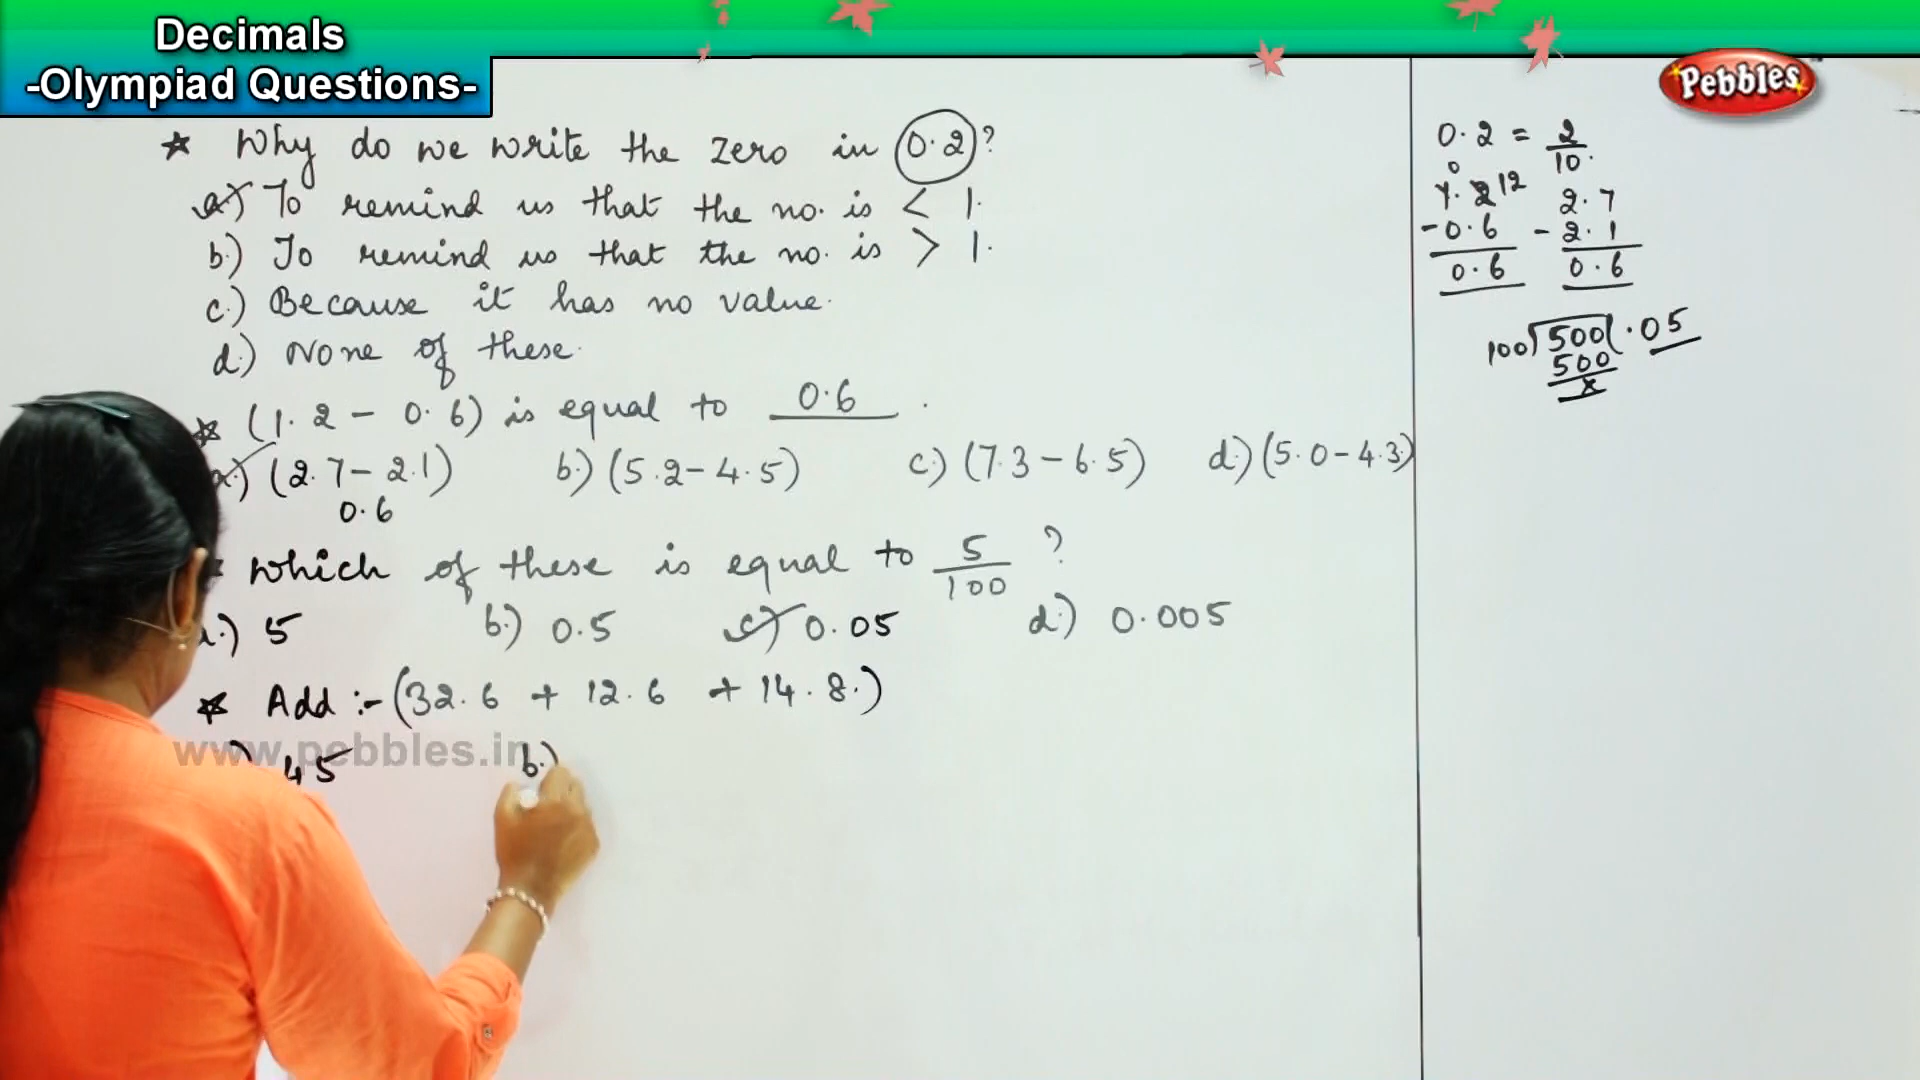 Decimals
-Olympiad Questions-
Pebbles
★ Why do we write the zero in 0.2?
a.) To remind us that the no. is < 1.
b.) To remind us that the no. is > 1.
c.) Because it has no value.
d.) None of these.
★ (1.2 - 0.6) is equal to 0.6 .
a.) (2.7-2.1) b.) (5.2-4.5) c.) (7.3-6.5) d.) (5.0-4.3)
0.6
Which of these is equal to 5/100 ?
5 b.) 0.5 c.) 0.05 d.) 0.005
★ Add :- (32.6 + 12.6 + 14.8.)
45 b.)
www.pebbles.in
0.2 = 2/10.
0 12
1.2 2.7
-0.6 -2.1
0.6 0.6
100)500(.05
500
x